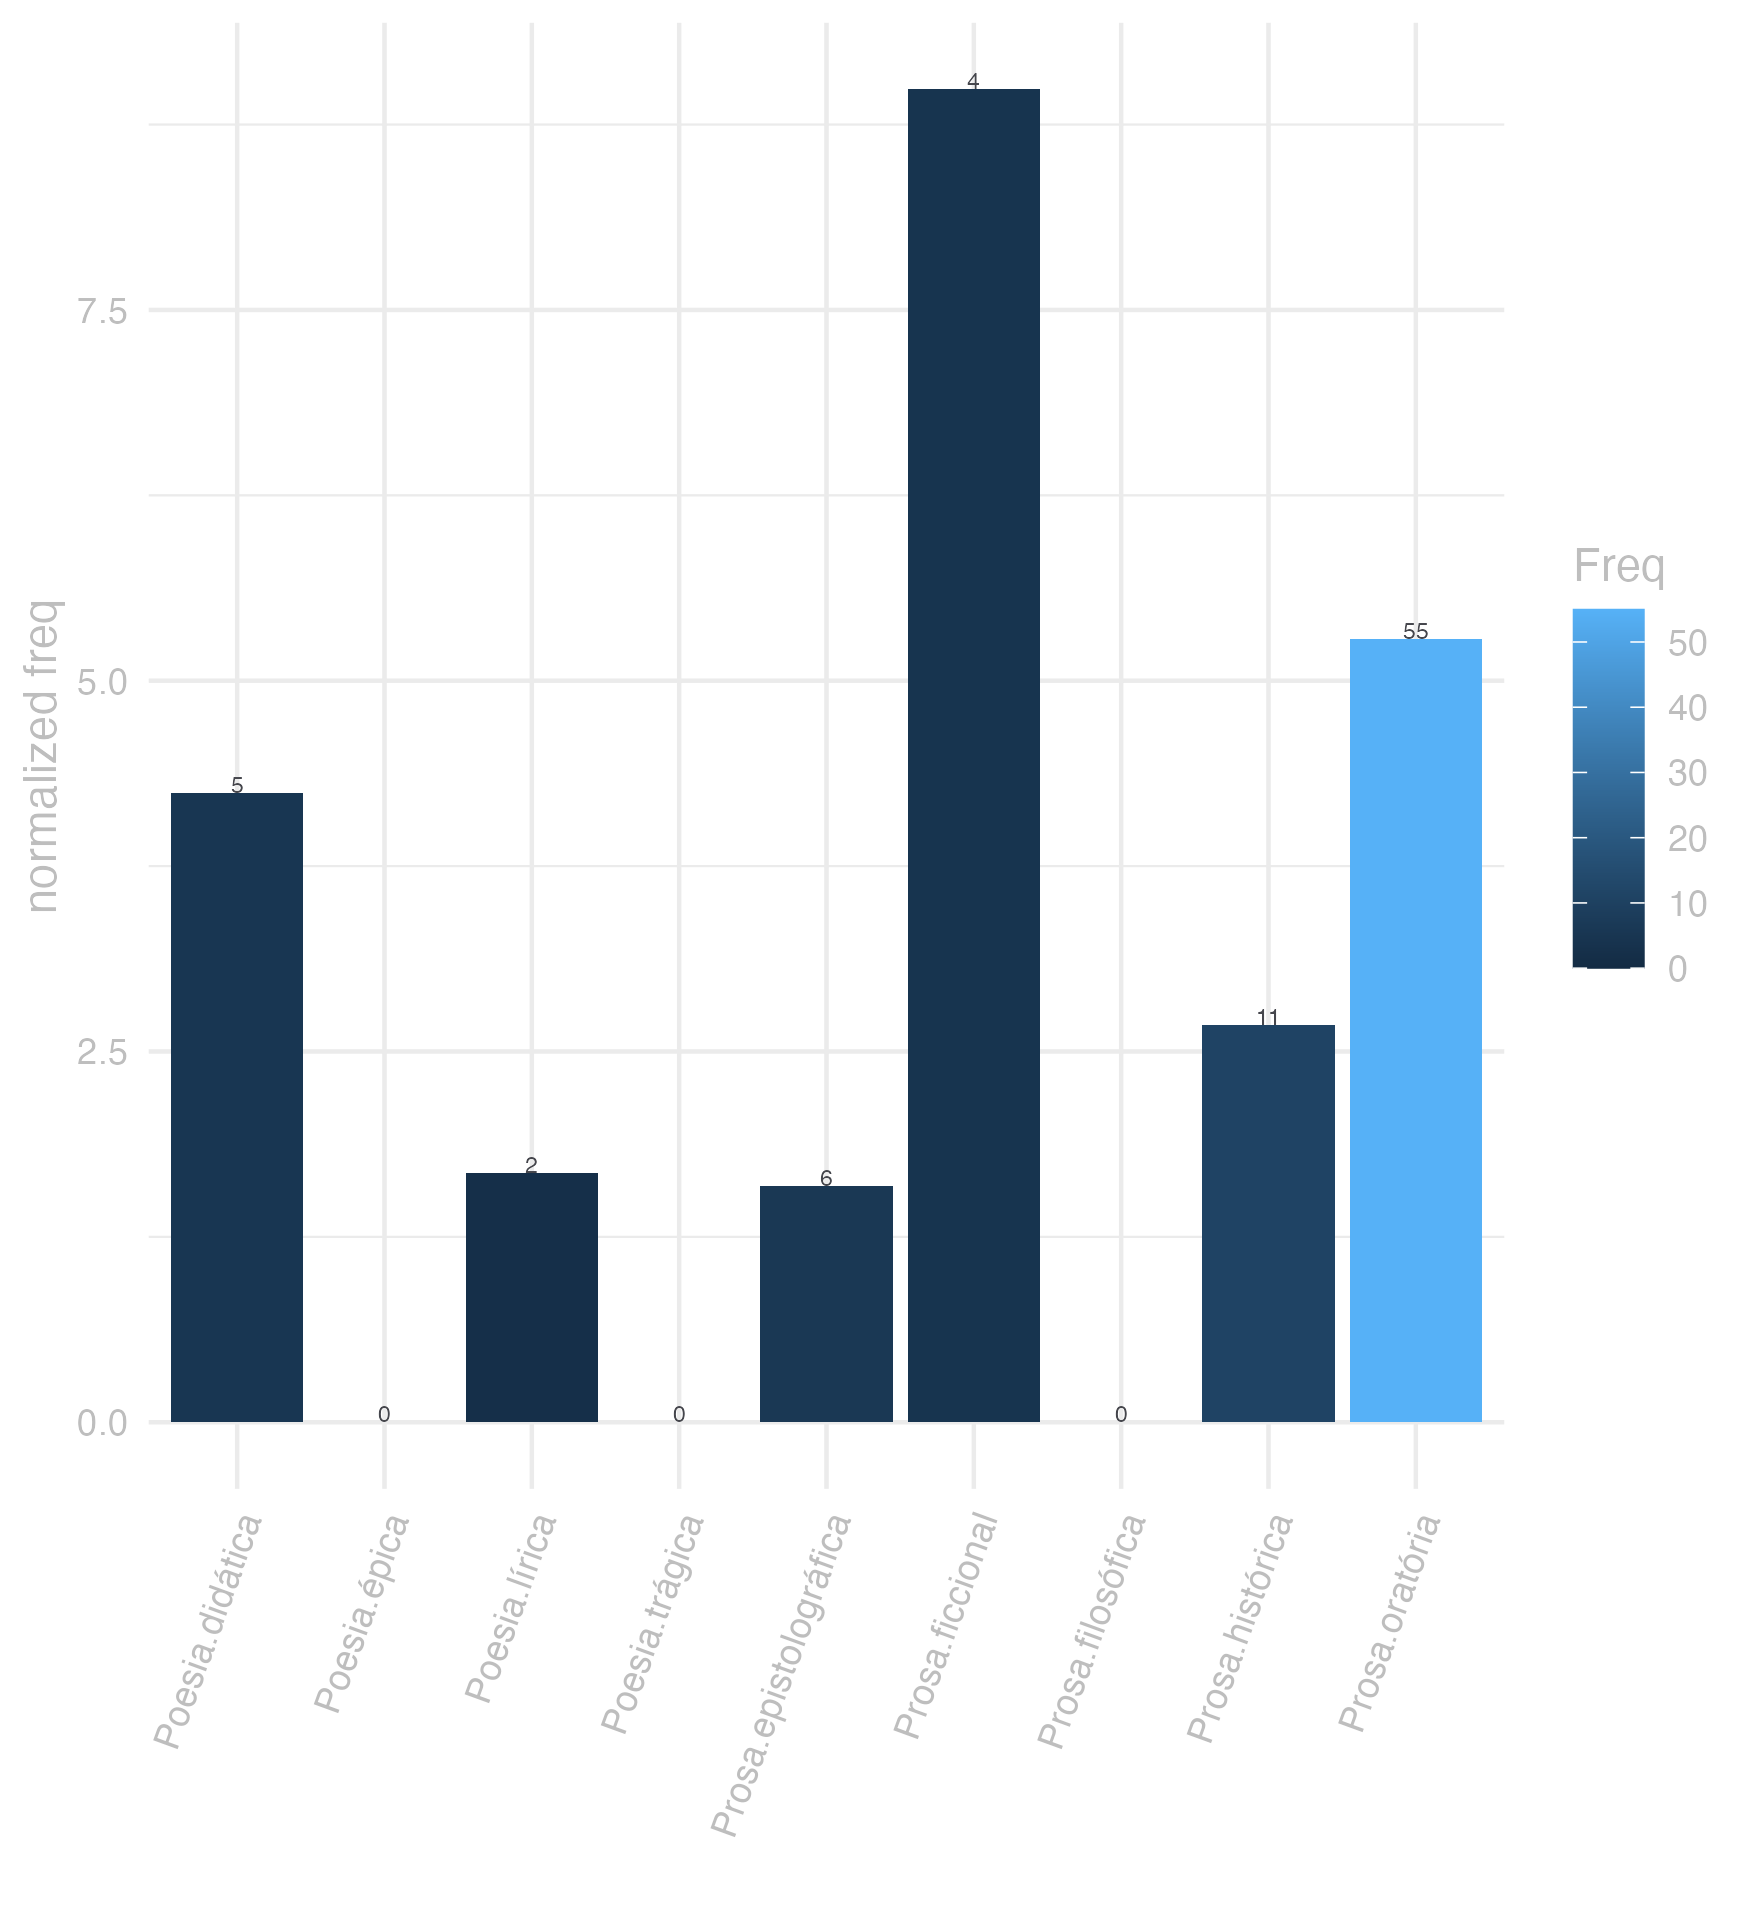 normalized freq
7.5
5.0
2.5
0.0
5
0
2
0
6
4
0
11
55
Poesia.didática
Poesia.épica
Poesia.lírica
Poesia.trágica
Prosa.epistolográfica
Prosa.ficcional
Prosa.filosófica
Prosa.histórica
Prosa.oratória
Freq
50
40
30
20
10
0